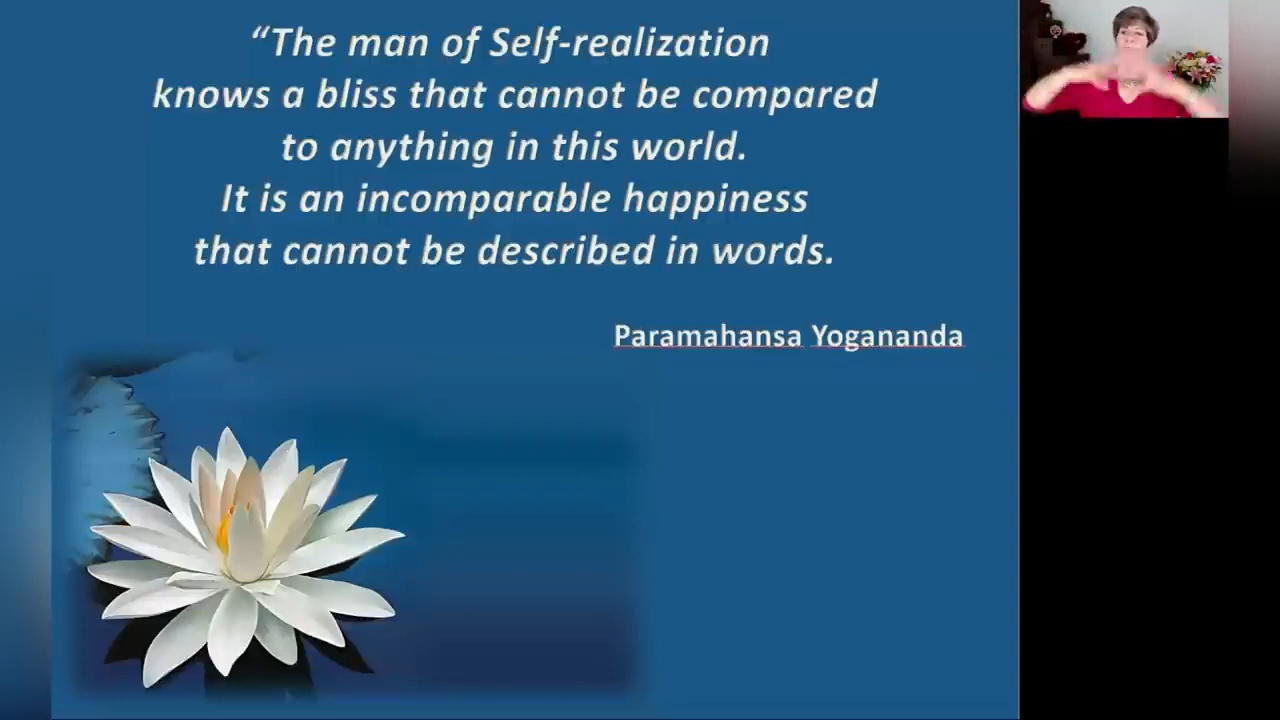 “The man of Self-realization
knows a bliss that cannot be compared
to anything in this world.
It is an incomparable happiness
that cannot be described in words.
Paramahansa Yogananda